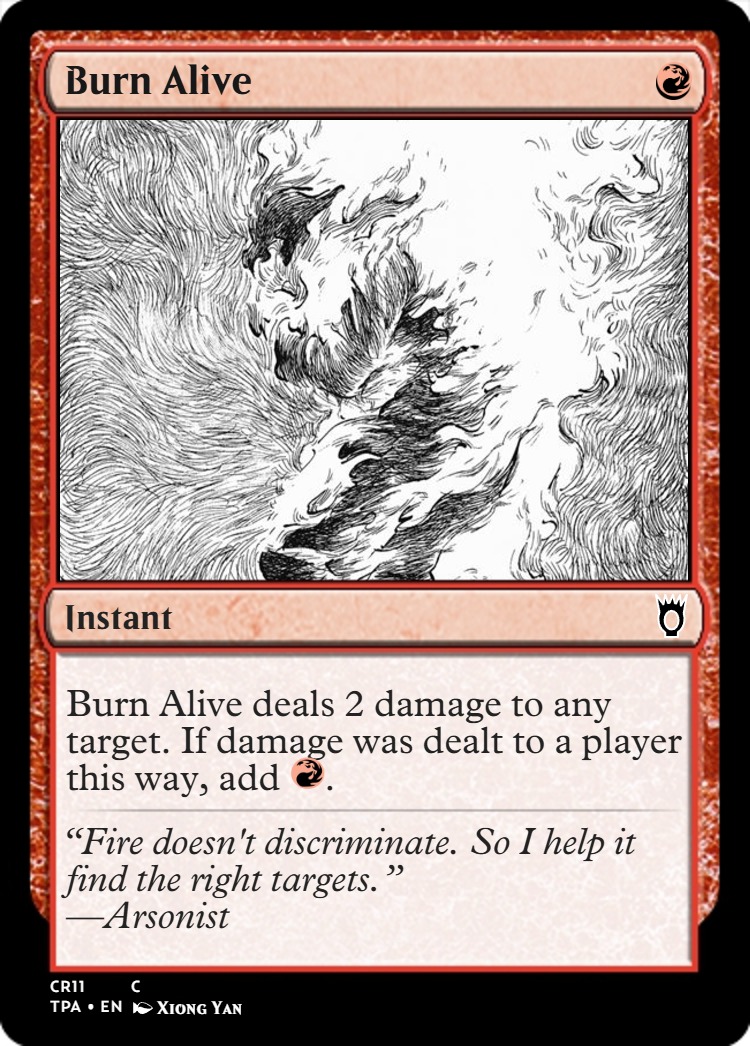 Burn Alive
Instant
Burn Alive deals 2 damage to any
target. If damage was dealt to a player
this way, add .
“Fire doesn't discriminate. So I help it
find the right targets.”
—Arsonist
CR11 C
TPA • EN Xiong Yan